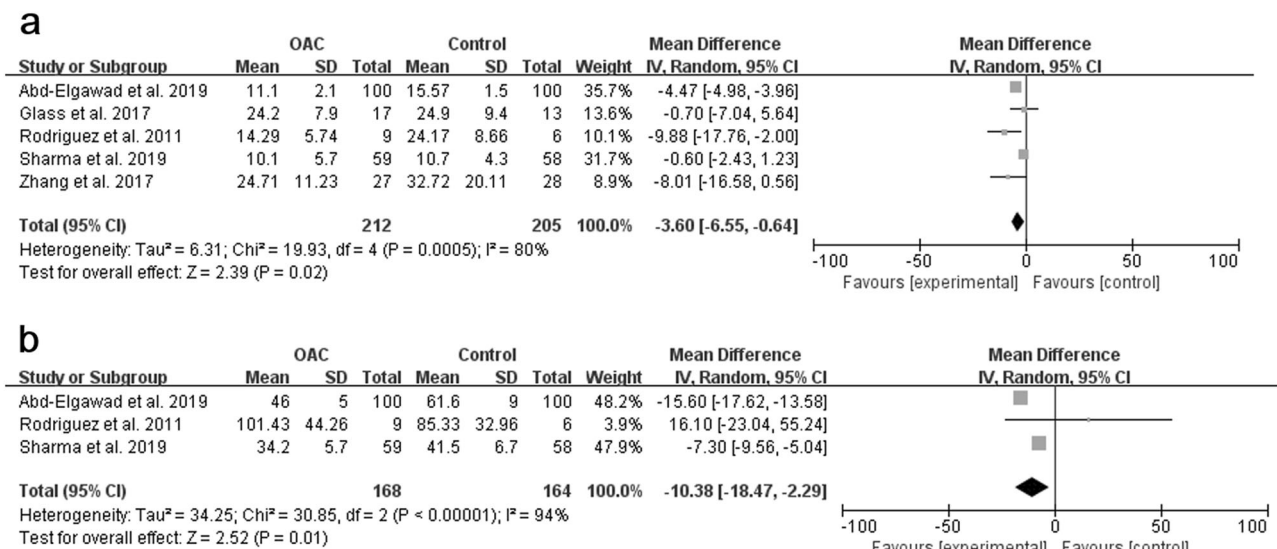 a
OAC Control Mean Difference Mean Difference
Study or Subgroup Mean SD Total Mean SD Total Weight IV, Random, 95% CI IV, Random, 95% CI
Abd-Elgawad et al. 2019 11.1 2.1 100 15.57 1.5 100 35.7% -4.47 [-4.98, -3.96]
Glass et al. 2017 24.2 7.9 17 24.9 9.4 13 13.6% -0.70 [-7.04, 5.64]
Rodriguez et al. 2011 14.29 5.74 9 24.17 8.66 6 10.1% -9.88 [-17.76, -2.00]
Sharma et al. 2019 10.1 5.7 59 10.7 4.3 58 31.7% -0.60 [-2.43, 1.23]
Zhang et al. 2017 24.71 11.23 27 32.72 20.11 28 8.9% -8.01 [-16.58, 0.56]
Total (95% CI) 212 205 100.0% -3.60 [-6.55, -0.64]
Heterogeneity: Tau² = 6.31; Chi² = 19.93, df = 4 (P = 0.0005); I² = 80%
Test for overall effect: Z = 2.39 (P = 0.02)
-100 -50 0 50 100
Favours [experimental] Favours [control]
b
OAC Control Mean Difference Mean Difference
Study or Subgroup Mean SD Total Mean SD Total Weight IV, Random, 95% CI IV, Random, 95% CI
Abd-Elgawad et al. 2019 46 5 100 61.6 9 100 48.2% -15.60 [-17.62, -13.58]
Rodriguez et al. 2011 101.43 44.26 9 85.33 32.96 6 3.9% 16.10 [-23.04, 55.24]
Sharma et al. 2019 34.2 5.7 59 41.5 6.7 58 47.9% -7.30 [-9.56, -5.04]
Total (95% CI) 168 164 100.0% -10.38 [-18.47, -2.29]
Heterogeneity: Tau² = 34.25; Chi² = 30.85, df = 2 (P < 0.00001); I² = 94%
Test for overall effect: Z = 2.52 (P = 0.01)
-100 -50 0 50 100
Favours [experimental] Favours [control]